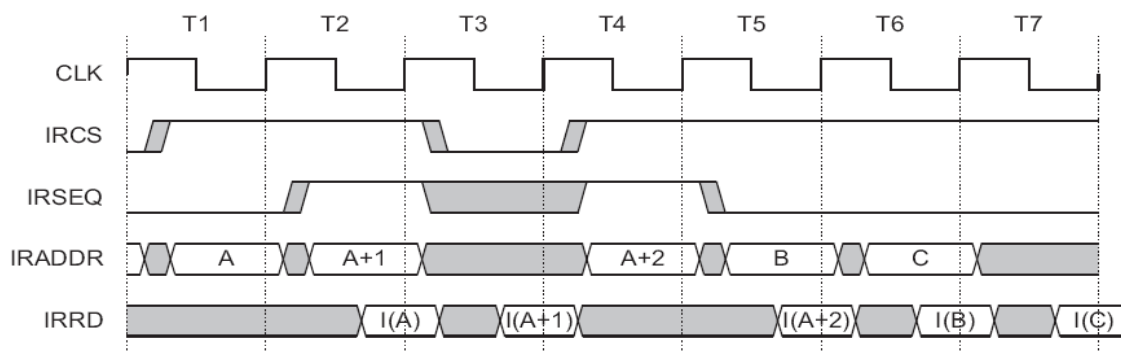 T1 T2 T3 T4 T5 T6 T7
CLK
IRCS
IRSEQ
IRADDR A A+1 A+2 B C
IRRD I(A) I(A+1) I(A+2) I(B) I(C)